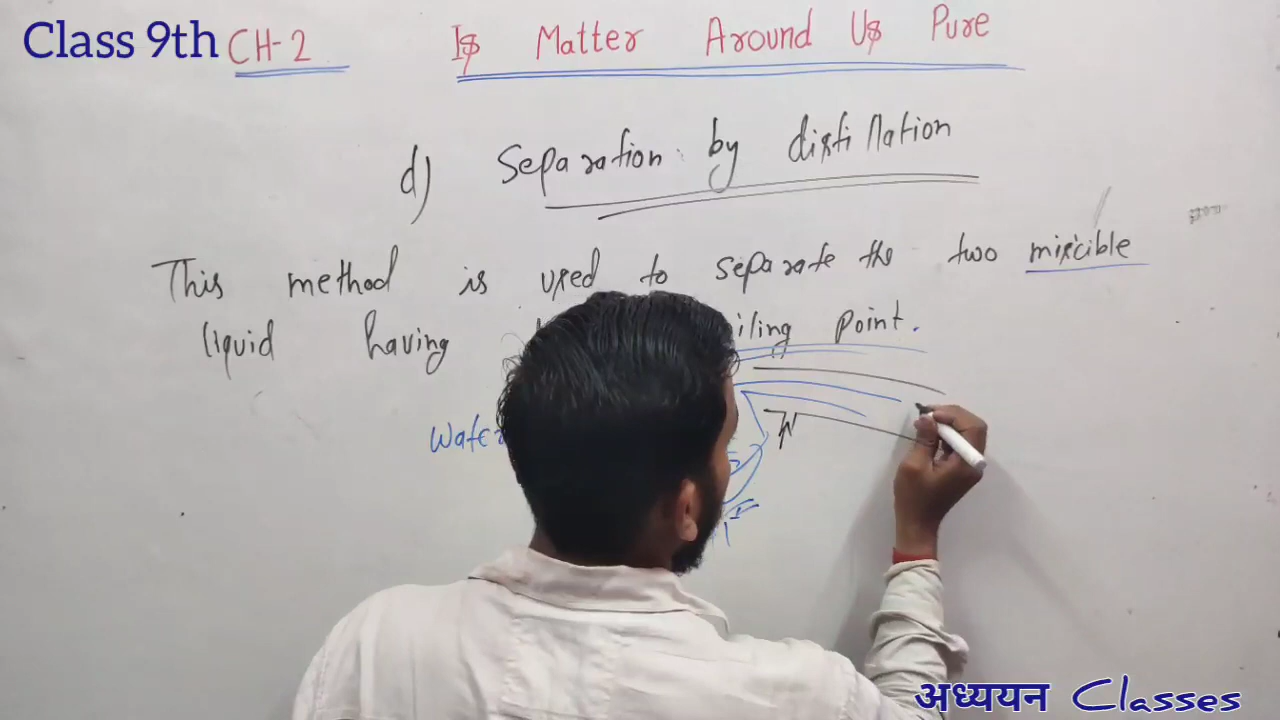 Class 9th CH-2 Is Matter Around Us Pure
d) Separation by distillation
This method is used to separate the two miscible
liquid having iling point.
Water
अध्ययन Classes